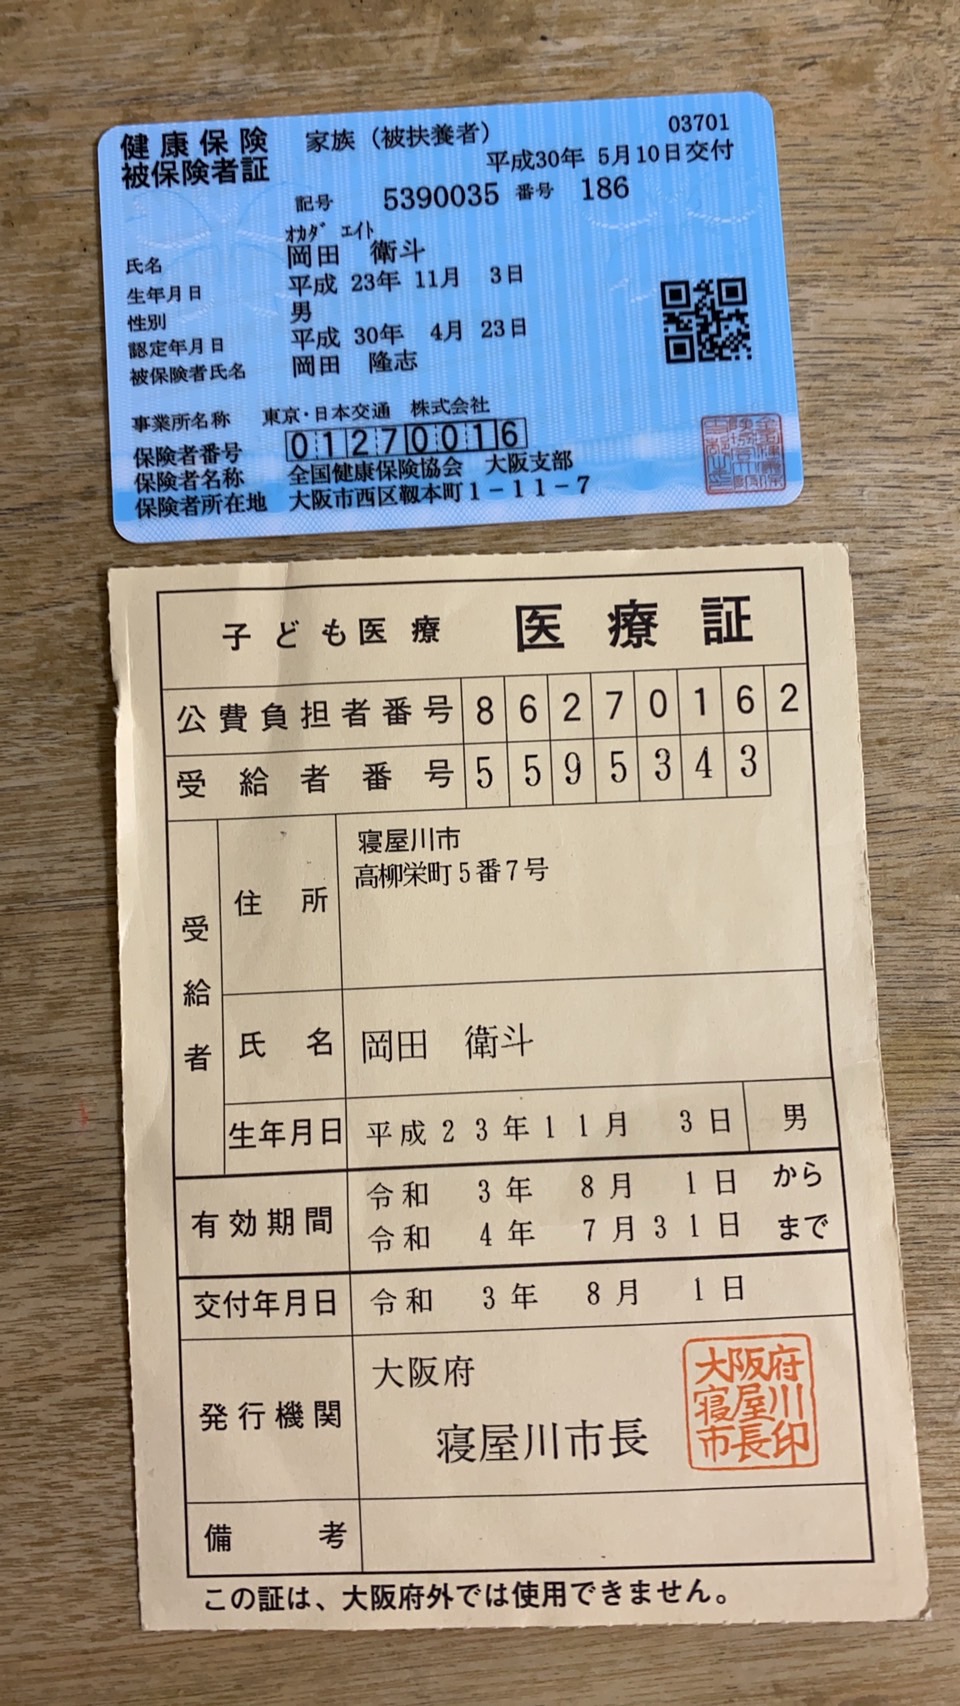 健康保険 家族（被扶養者） 03701
被保険者証 平成30年 5月10日交付
記号 5390035 番号 186
ｵｶﾀﾞ ｴｲﾄ
氏名 岡田 衛斗
生年月日 平成 23年 11月 3日
性別 男
認定年月日 平成 30年 4月 23日
被保険者氏名 岡田 隆志
事業所名称 東京・日本交通 株式会社
保険者番号 01270016
保険者名称 全国健康保険協会 大阪支部
保険者所在地 大阪市西区靱本町1-11-7
子ども医療 医療証
公費負担者番号 86270162
受給者番号 5595343
受給者
住所 寝屋川市
高柳栄町5番7号
氏名 岡田 衛斗
生年月日 平成23年11月 3日 男
有効期間 令和 3年 8月 1日 から
令和 4年 7月31日 まで
交付年月日 令和 3年 8月 1日
発行機関 大阪府
寝屋川市長
大阪府
寝屋川
市長印
備考
この証は、大阪府外では使用できません。